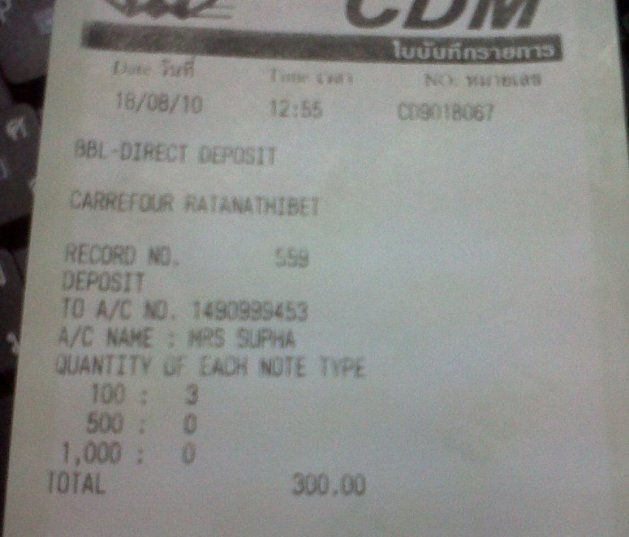 CDM
ใบบันทึกรายการ
Date วันที่ Time เวลา NO. หมายเลข
18/08/10 12:55 CD9018067
BBL-DIRECT DEPOSIT
CARREFOUR RATANATHIBET
RECORD NO. 559
DEPOSIT
TO A/C NO. 1490999453
A/C NAME : MRS SUPHA
QUANTITY OF EACH NOTE TYPE
100 : 3
500 : 0
1,000 : 0
TOTAL 300.00